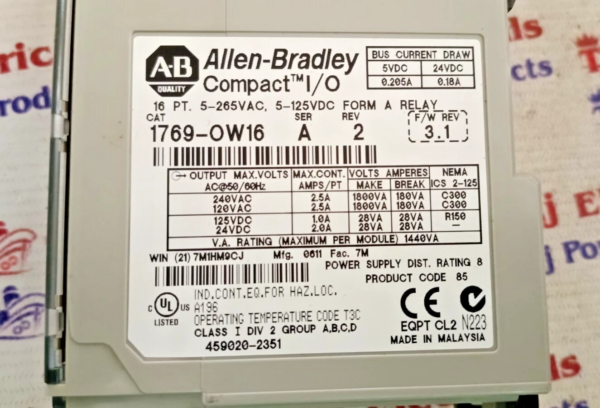 A-B
QUALITY
Allen-Bradley
Compact™ I/O
BUS CURRENT DRAW
5VDC 24VDC
0.205A 0.18A
16 PT. 5-265VAC, 5-125VDC FORM A RELAY
CAT SER REV F/W REV
1769-OW16 A 2 3.1
OUTPUT MAX.VOLTS MAX.CONT. VOLTS AMPERES NEMA
AC@50/60Hz AMPS/PT MAKE BREAK ICS 2-125
240VAC 2.5A 1800VA 180VA C300
120VAC 2.5A 1800VA 180VA C300
125VDC 1.0A 28VA 28VA R150
24VDC 2.0A 28VA 28VA —
V.A. RATING (MAXIMUM PER MODULE) 1440VA
WIN (21) 7M1HM9CJ Mfg. 0611 Fac. 7M
POWER SUPPLY DIST. RATING 8
PRODUCT CODE 85
IND.CONT.EQ.FOR HAZ.LOC.
A196
OPERATING TEMPERATURE CODE T3C
CLASS I DIV 2 GROUP A,B,C,D
459020-2351
C UL US
LISTED
CE
EQPT CL2 N223
MADE IN MALAYSIA